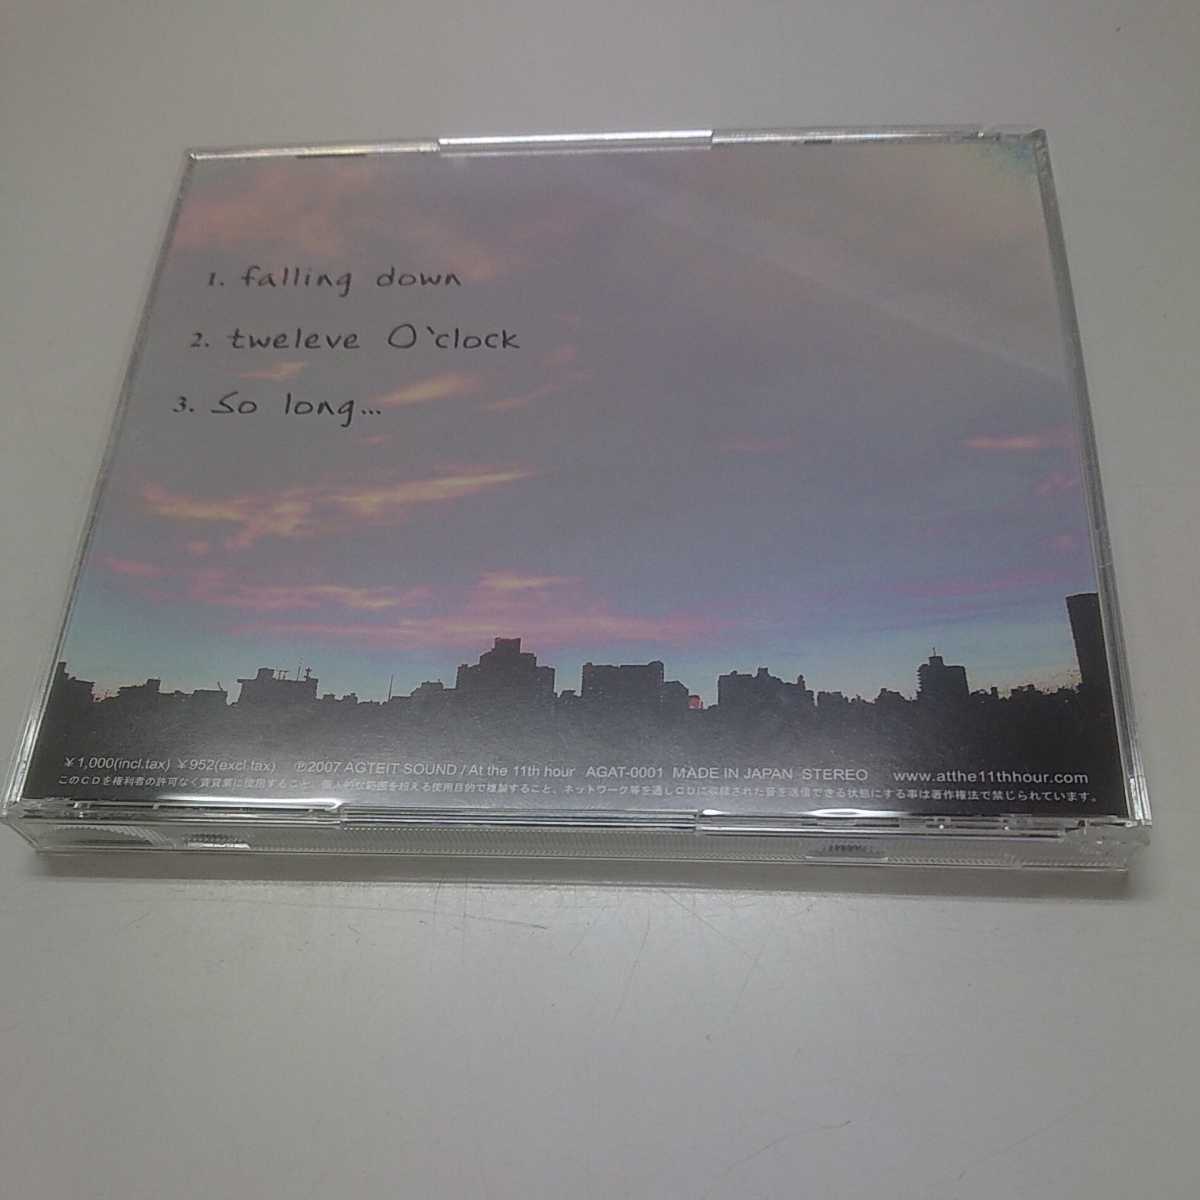 1. falling down
2. tweleve O`clock
3. So long...
￥1,000(incl.tax) ￥952(excl.tax) ℗2007 AGTEIT SOUND / At the 11th hour AGAT-0001 MADE IN JAPAN STEREO www.atthe11thhour.com
このCDを権利者の許可なく賃貸業に使用すること、個人的な範囲を超える使用目的で複製すること、ネットワーク等を通しCDに収録された音を送信できる状態にする事は著作権法で禁じられています。